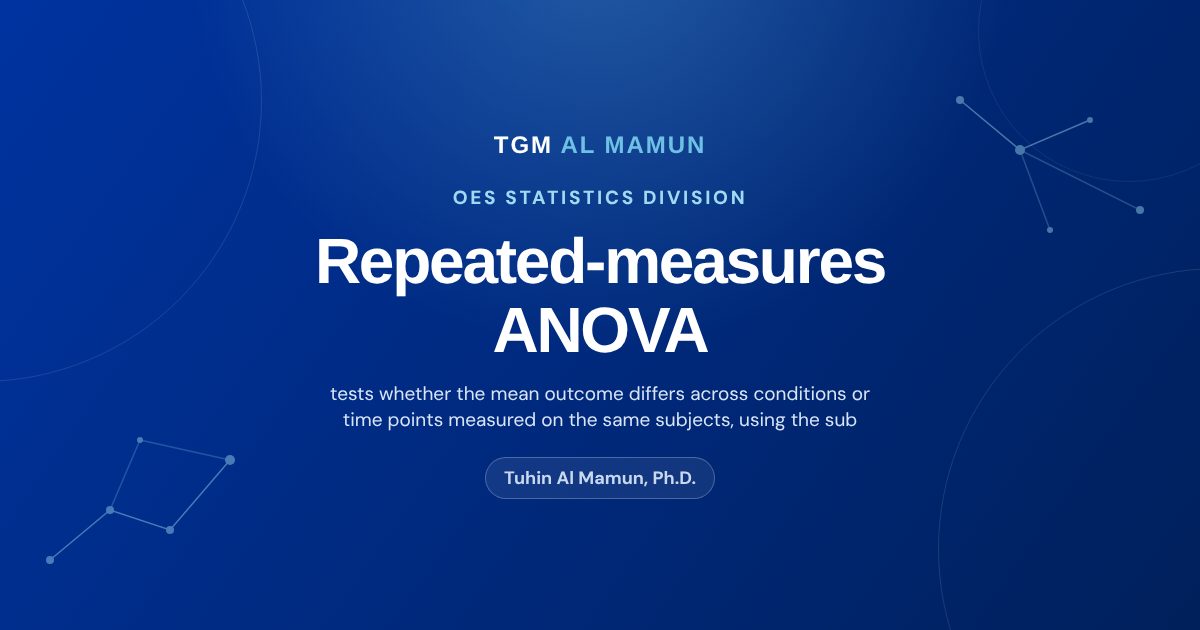 TGM AL MAMUN
OES STATISTICS DIVISION
Repeated-measures
ANOVA
tests whether the mean outcome differs across conditions or
time points measured on the same subjects, using the sub
Tuhin Al Mamun, Ph.D.